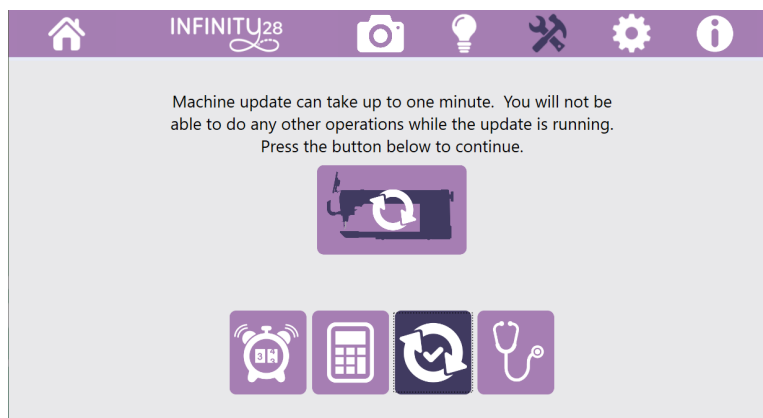 INFINITY28
Machine update can take up to one minute.  You will not be
able to do any other operations while the update is running.
Press the button below to continue.